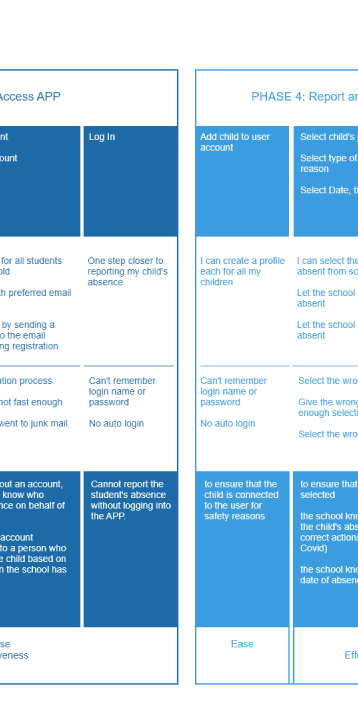 Access APP
nt
ount
Log In
for all students
old
h preferred email
by sending a
o the email
ng registration
One step closer to
reporting my child's
absence
ation process
not fast enough
went to junk mail
Can't remember
login name or
password
No auto login
out an account,
know who
nce on behalf of
account
to a person who
e child based on
n the school has
Cannot report the
student's absence
without logging into
the APP.
se
veness
PHASE 4: Report an
Add child to user
account
Select child's
Select type of
reason
Select Date, ti
I can create a profile
each for all my
children
I can select the
absent from sc
Let the school
absent
Let the school
absent
Can't remember
login name or
password
No auto login
Select the wro
Give the wrong
enough selecti
Select the wro
to ensure that the
child is connected
to the user for
safety reasons
to ensure that
selected
the school kno
the child's abs
correct actions
Covid)
the school kno
date of absenc
Ease
Eff